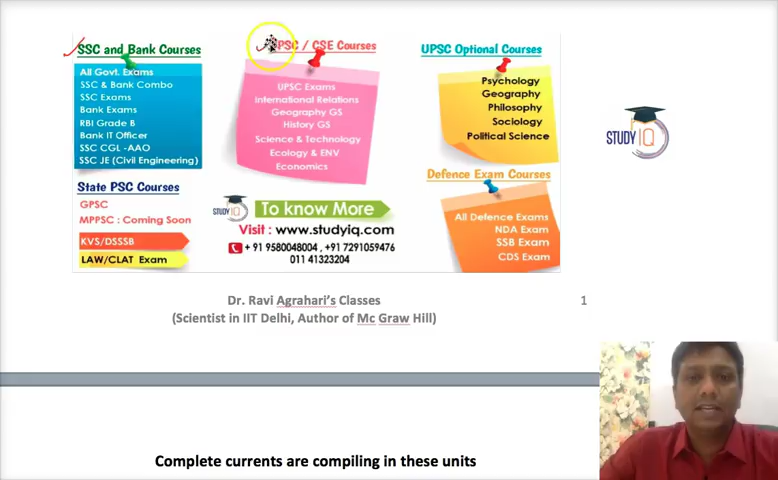 SSC and Bank Courses
All Govt. Exams
SSC & Bank Combo
SSC Exams
Bank Exams
RBI Grade B
Bank IT Officer
SSC CGL -AAO
SSC JE (Civil Engineering)
State PSC Courses
GPSC
MPPSC : Coming Soon
KVS/DSSSB
LAW/CLAT Exam
/ CSE Courses
UPSC Exams
International Relations
Geography GS
History GS
Science & Technology
Ecology & ENV
Economics
STUDY IQ
To know More
Visit : www.studyiq.com
+ 91 9580048004 , +91 7291059476
011 41323204
UPSC Optional Courses
Psychology
Geography
Philosophy
Sociology
Political Science
Defence Exam Courses
All Defence Exams
NDA Exam
SSB Exam
CDS Exam
STUDY IQ
Dr. Ravi Agrahari's Classes
1
(Scientist in IIT Delhi, Author of Mc Graw Hill)
Complete currents are compiling in these units